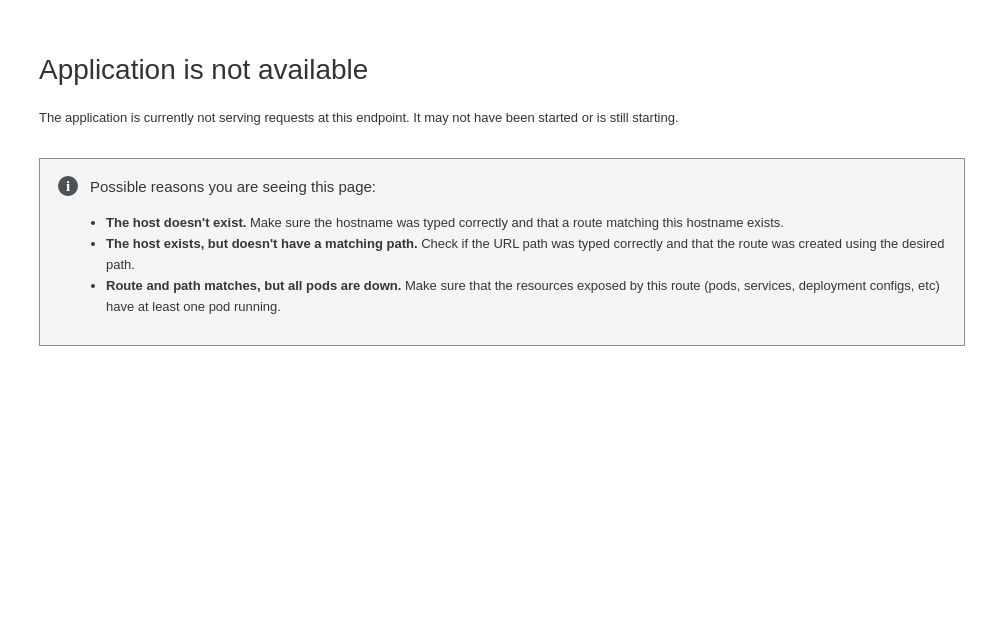 Application is not available
The application is currently not serving requests at this endpoint. It may not have been started or is still starting.
Possible reasons you are seeing this page:
The host doesn't exist. Make sure the hostname was typed correctly and that a route matching this hostname exists.
The host exists, but doesn't have a matching path. Check if the URL path was typed correctly and that the route was created using the desired
path.
Route and path matches, but all pods are down. Make sure that the resources exposed by this route (pods, services, deployment configs, etc)
have at least one pod running.